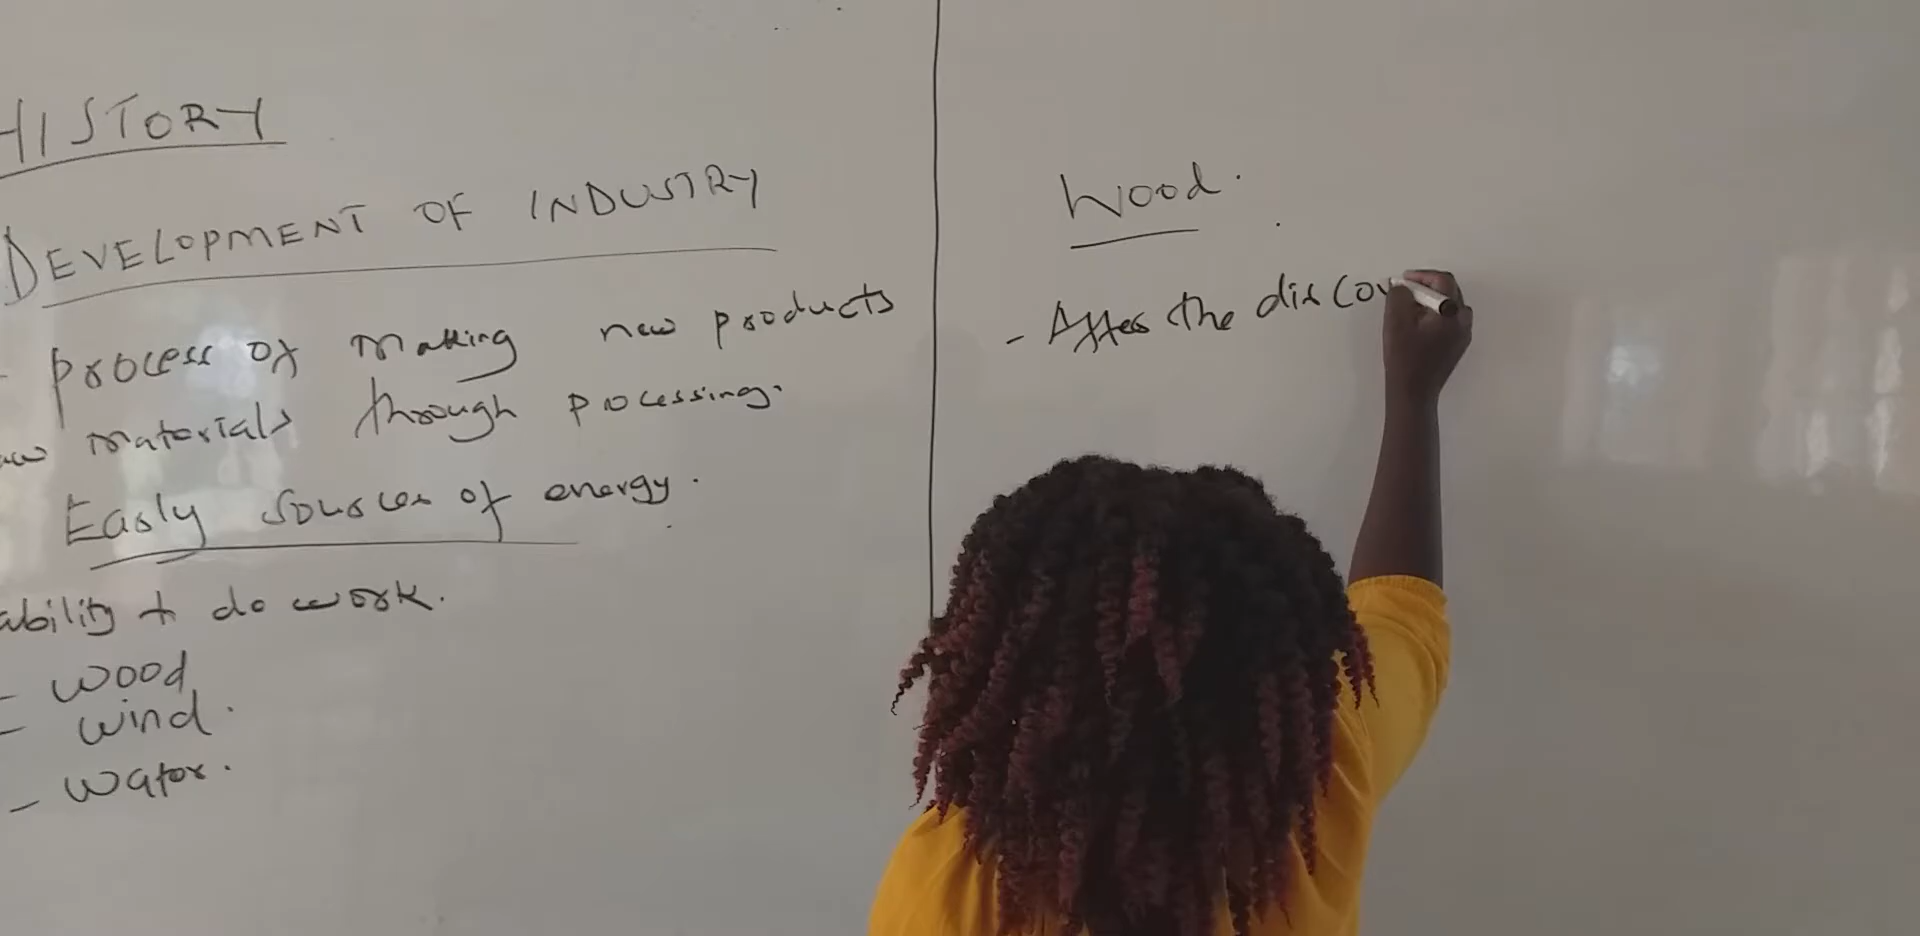 HISTORY
DEVELOPMENT OF INDUSTRY
- Process of making new products
materials through processing.
Early sources of energy.
ability to do work.
- wood
- wind.
- water.
Wood.
- After the discov